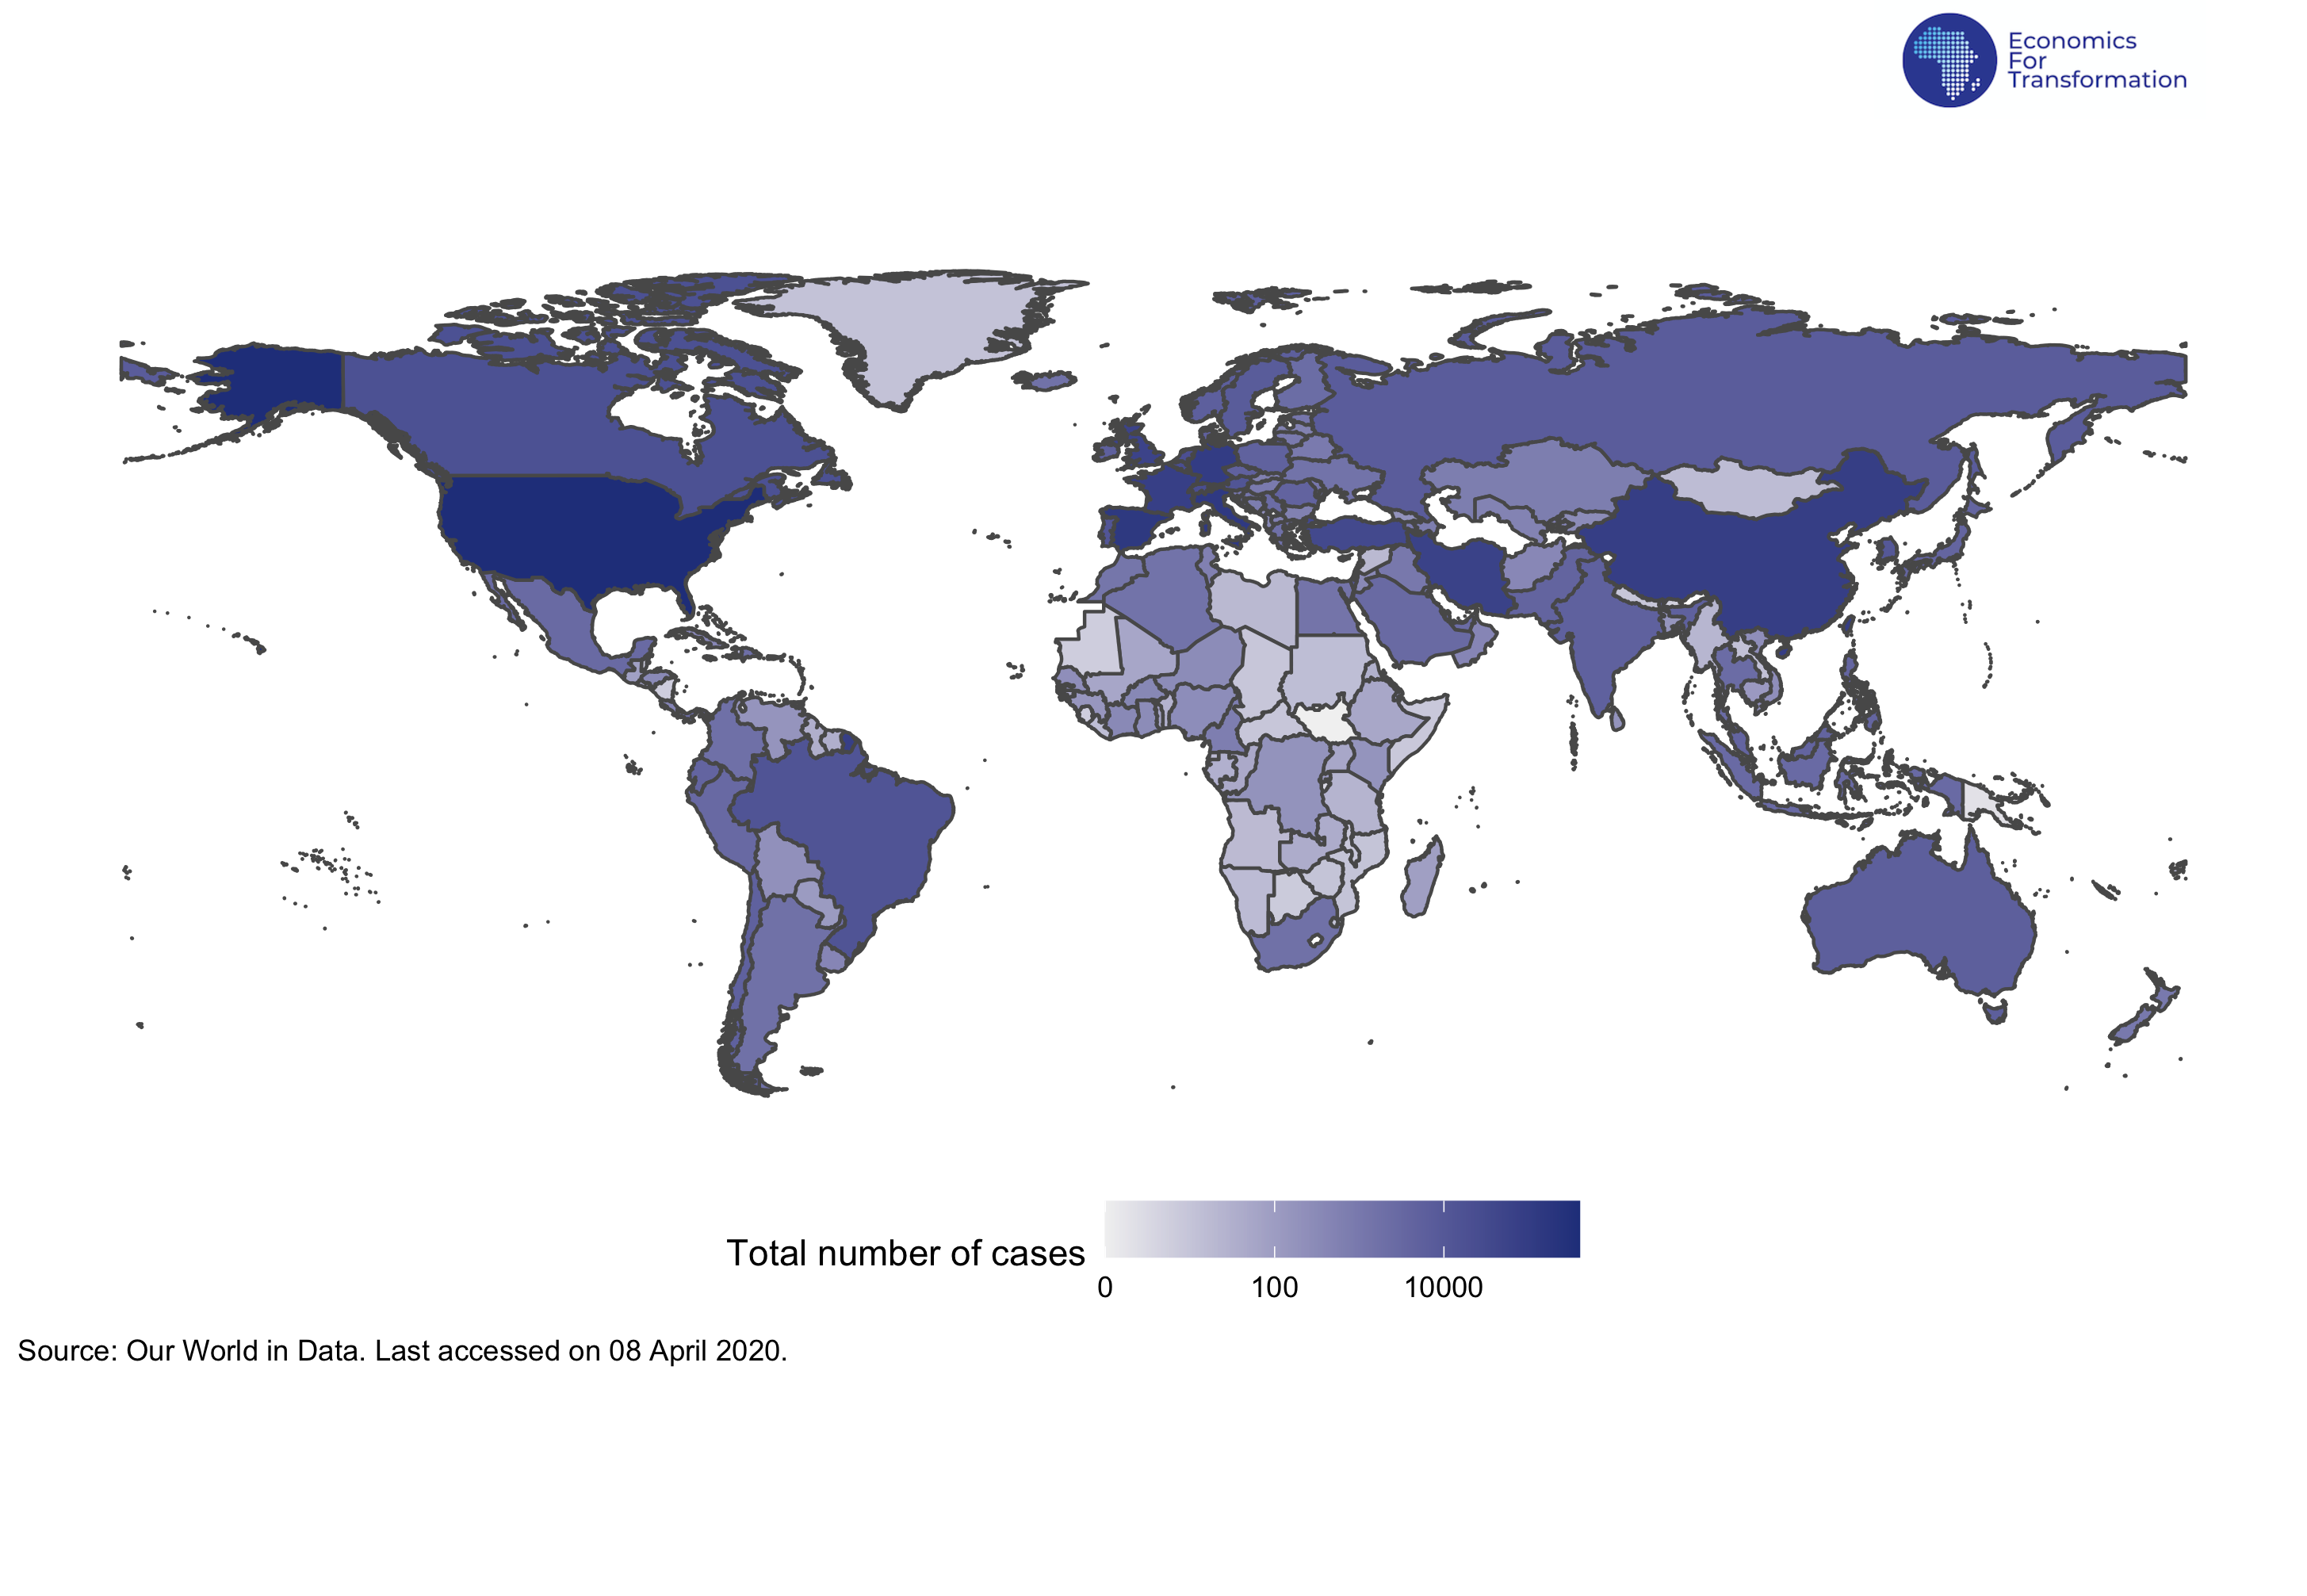 Economics
For
Transformation
Total number of cases
0
100
10000
Source: Our World in Data. Last accessed on 08 April 2020.